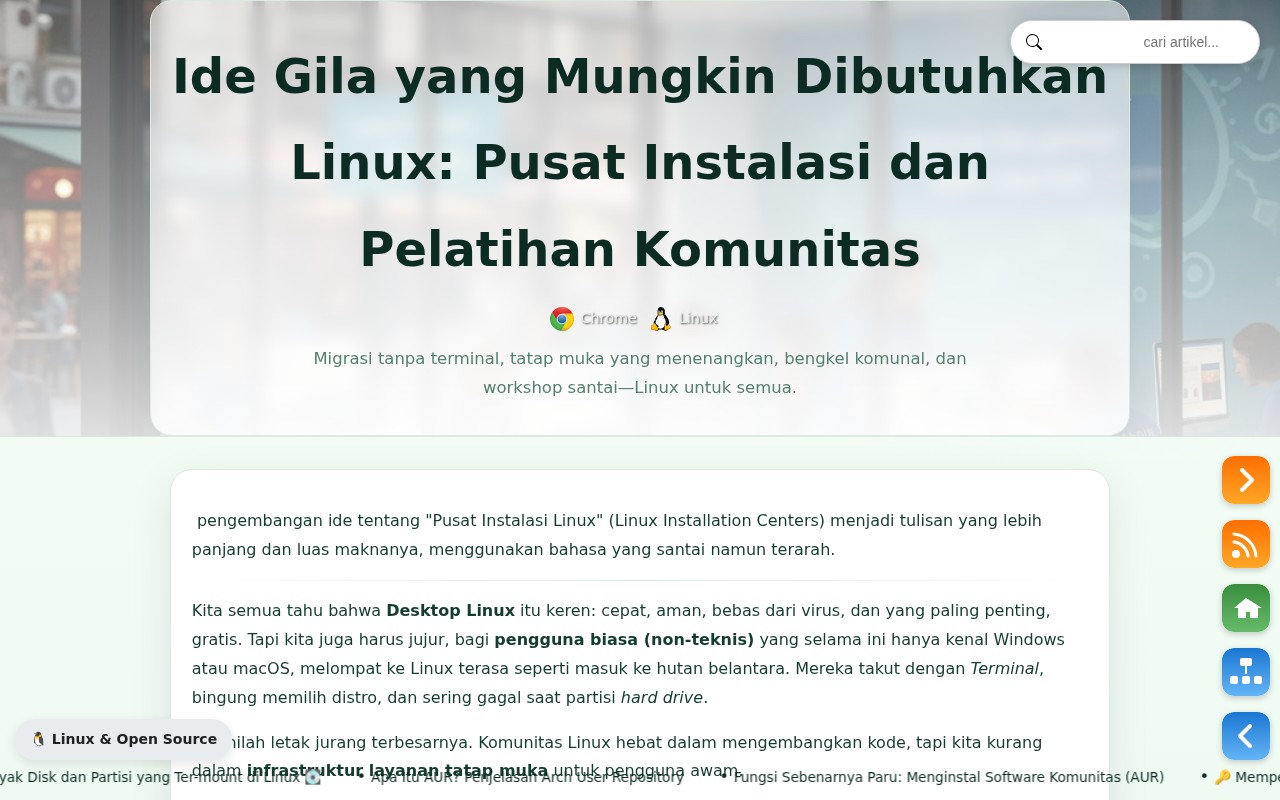 cari artikel...
Ide Gila yang Mungkin Dibutuhkan
Linux: Pusat Instalasi dan
Pelatihan Komunitas
Chrome Linux
Migrasi tanpa terminal, tatap muka yang menenangkan, bengkel komunal, dan
workshop santai—Linux untuk semua.
pengembangan ide tentang "Pusat Instalasi Linux" (Linux Installation Centers) menjadi tulisan yang lebih
panjang dan luas maknanya, menggunakan bahasa yang santai namun terarah.
Kita semua tahu bahwa Desktop Linux itu keren: cepat, aman, bebas dari virus, dan yang paling penting,
gratis. Tapi kita juga harus jujur, bagi pengguna biasa (non-teknis) yang selama ini hanya kenal Windows
atau macOS, melompat ke Linux terasa seperti masuk ke hutan belantara. Mereka takut dengan Terminal,
bingung memilih distro, dan sering gagal saat partisi hard drive.
letak jurang terbesarnya. Komunitas Linux hebat dalam mengembangkan kode, tapi kita kurang
dalam infrastruktur layanan tatap muka untuk pengguna awam.
🐧 Linux & Open Source
Disk dan Partisi yang Ter-mount di Linux 💽 • Apa Itu AUR? Penjelasan Arch User Repository • Fungsi Sebenarnya Paru: Menginstal Software Komunitas (AUR) • 🔑